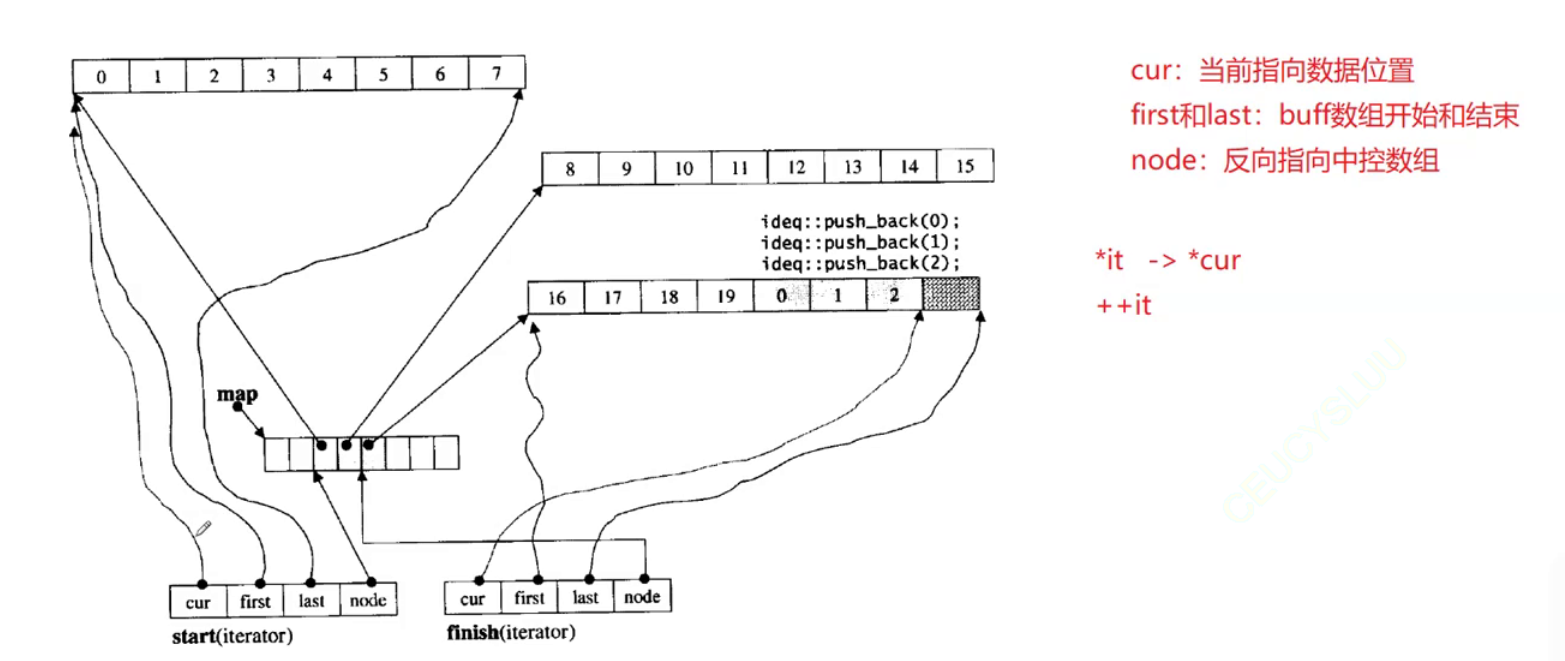 0 1 2 3 4 5 6 7
cur：当前指向数据位置
first和last：buff数组开始和结束
node：反向指向中控数组
8 9 10 11 12 13 14 15
ideq::push_back(0);
ideq::push_back(1);
ideq::push_back(2);
*it -> *cur
++it
16 17 18 19 0 1 2
map
cur first last node
start(iterator)
cur first last node
finish(iterator)
CEUCYSLUU